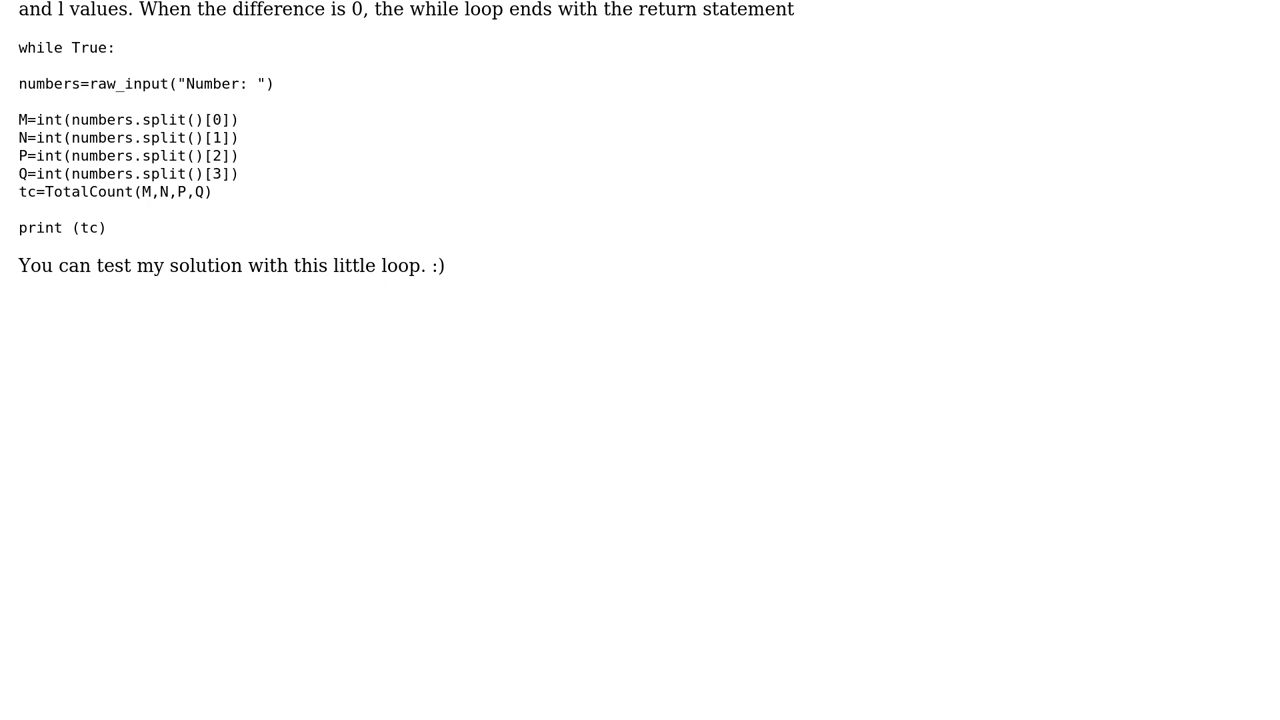 and l values. When the difference is 0, the while loop ends with the return statement
while True:
numbers=raw_input("Number: ")
M=int(numbers.split()[0])
N=int(numbers.split()[1])
P=int(numbers.split()[2])
Q=int(numbers.split()[3])
tc=TotalCount(M,N,P,Q)
print (tc)
You can test my solution with this little loop. :)